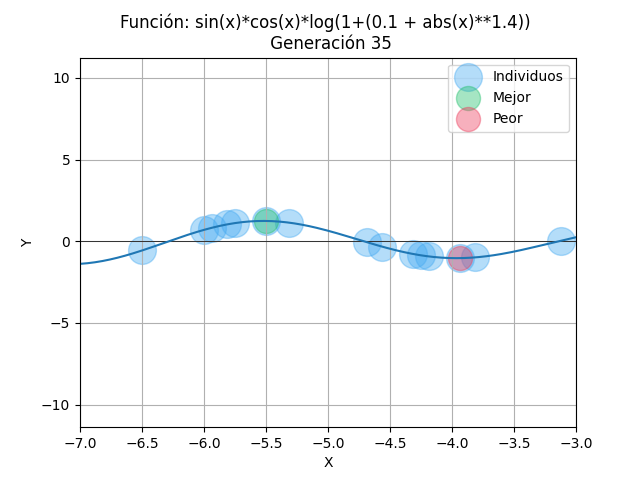 Función: sin(x)*cos(x)*log(1+(0.1 + abs(x)**1.4))
Generación 35
Individuos
Mejor
Peor
10
5
0
−5
−10
Y
−7.0 −6.5 −6.0 −5.5 −5.0 −4.5 −4.0 −3.5 −3.0
X